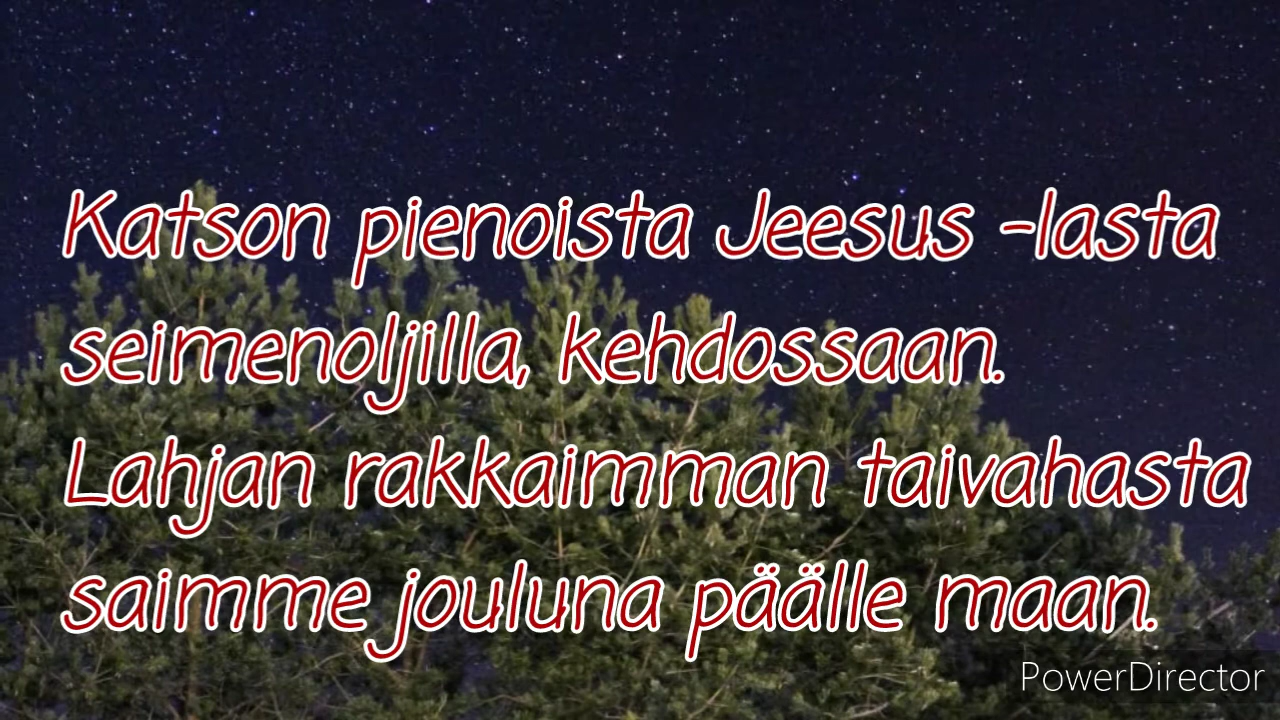 Katson pienoista Jeesus -lasta
seimenoljilla, kehdossaan.
Lahjan rakkaimman taivahasta
saimme jouluna päälle maan.
PowerDirector